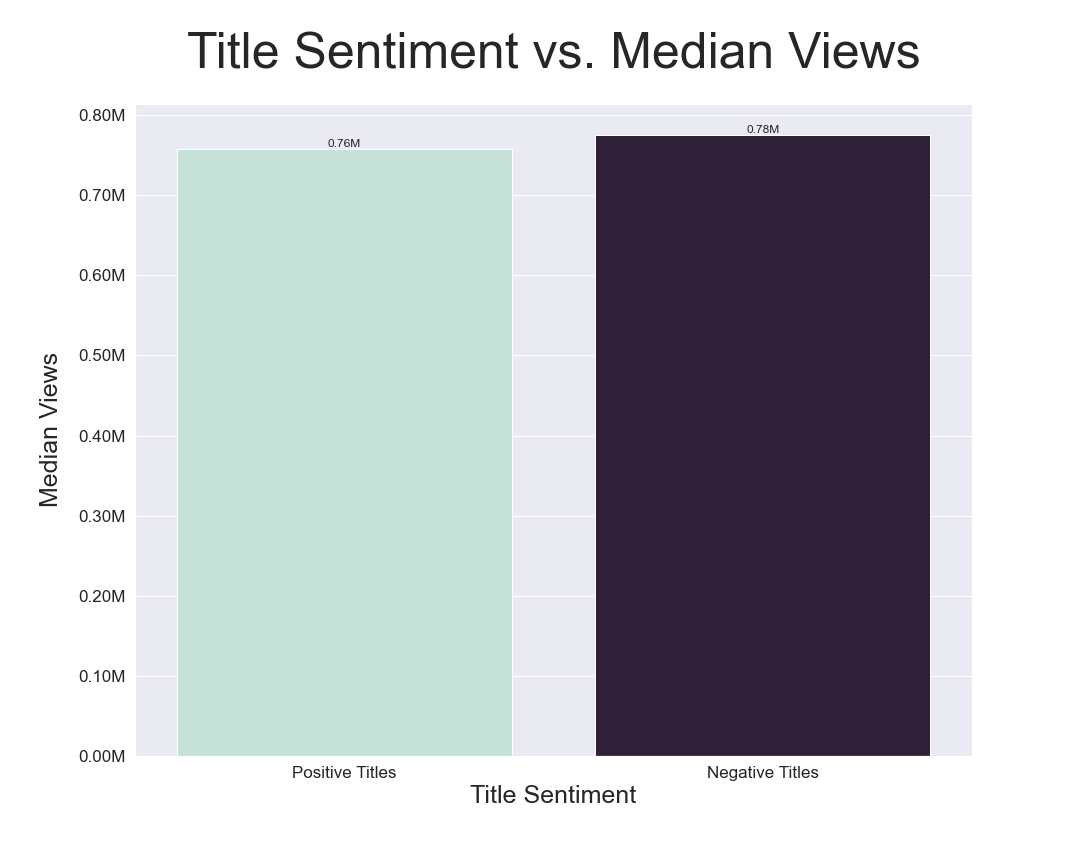 Title Sentiment vs. Median Views
0.80M
0.70M
0.60M
0.50M
0.40M
0.30M
0.20M
0.10M
0.00M
Median Views
0.76M
0.78M
Positive Titles
Negative Titles
Title Sentiment